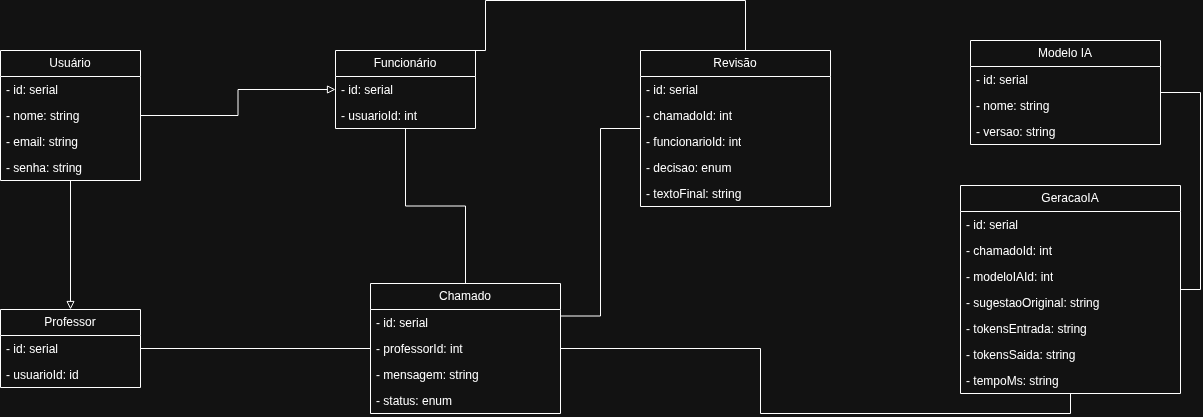 Usuário
- id: serial
- nome: string
- email: string
- senha: string
Funcionário
- id: serial
- usuarioId: int
Revisão
- id: serial
- chamadoId: int
- funcionarioId: int
- decisao: enum
- textoFinal: string
Modelo IA
- id: serial
- nome: string
- versao: string
GeracaoIA
- id: serial
- chamadoId: int
- modeloIAId: int
- sugestaoOriginal: string
- tokensEntrada: string
- tokensSaida: string
- tempoMs: string
Professor
- id: serial
- usuarioId: id
Chamado
- id: serial
- professorId: int
- mensagem: string
- status: enum